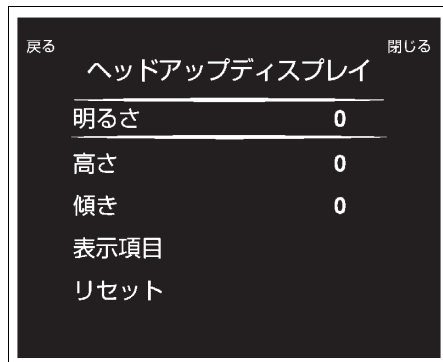 戻る
閉じる
ヘッドアップディスプレイ
明るさ 0
高さ 0
傾き 0
表示項目
リセット